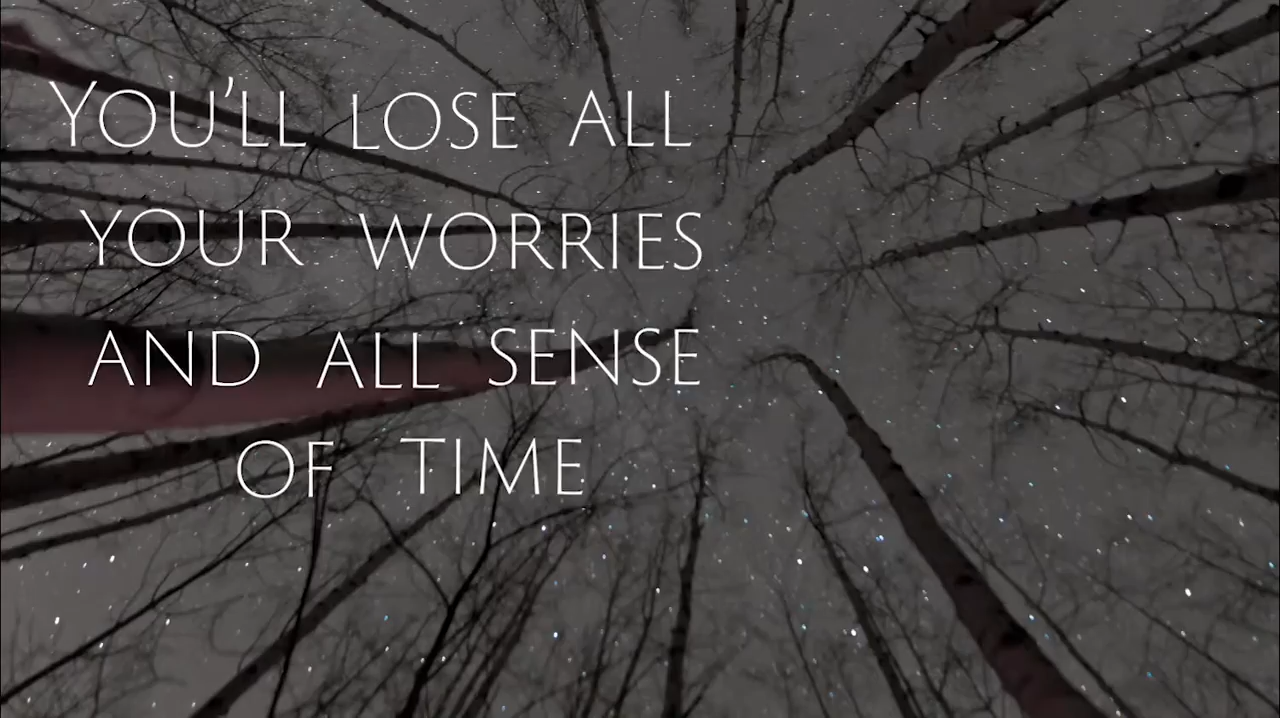 YOU'LL LOSE ALL
YOUR WORRIES
AND ALL SENSE
OF TIME